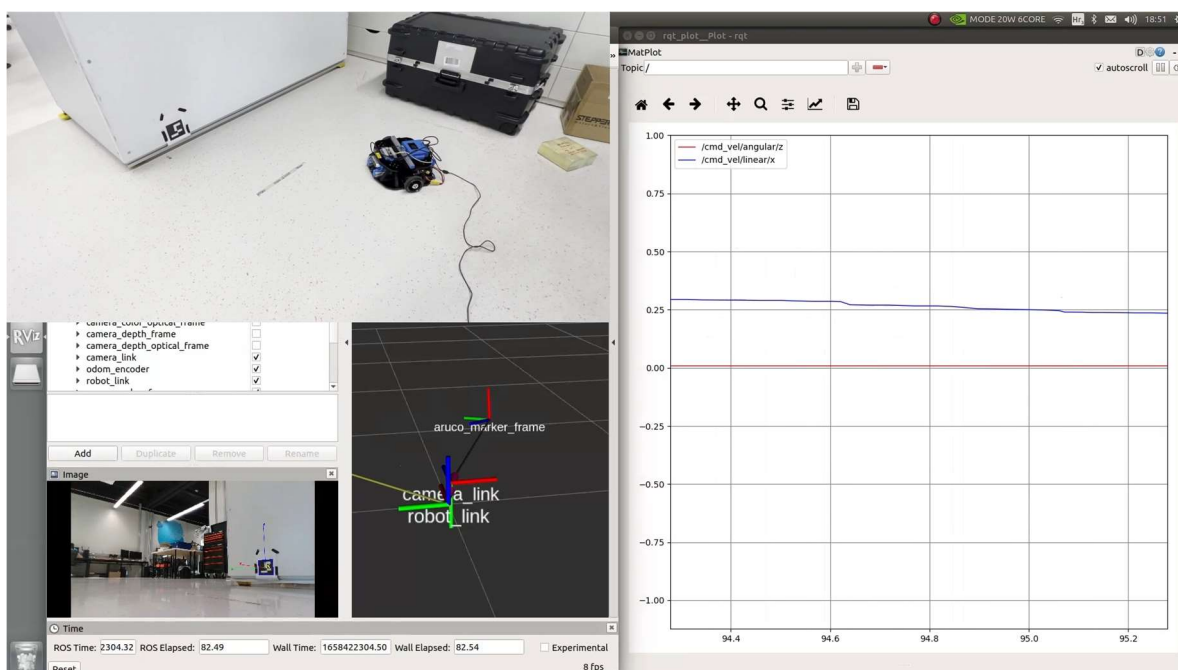 MODE 20W 6CORE
Hr₁
18:51
rqt_plot__Plot - rqt
MatPlot
D
Topic /
autoscroll
STEPPER
1.00
/cmd_vel/angular/z
/cmd_vel/linear/x
0.75
0.50
0.25
0.00
−0.25
−0.50
−0.75
−1.00
94.4 94.6 94.8 95.0 95.2
RViz
camera_color_optical_frame
camera_depth_frame
camera_depth_optical_frame
camera_link
odom_encoder
robot_link
Add Duplicate Remove Rename
Image
aruco_marker_frame
camera_link
robot_link
Time
ROS Time: 2304.32 ROS Elapsed: 82.49 Wall Time: 1658422304.50 Wall Elapsed: 82.54 Experimental
Reset 8 fps